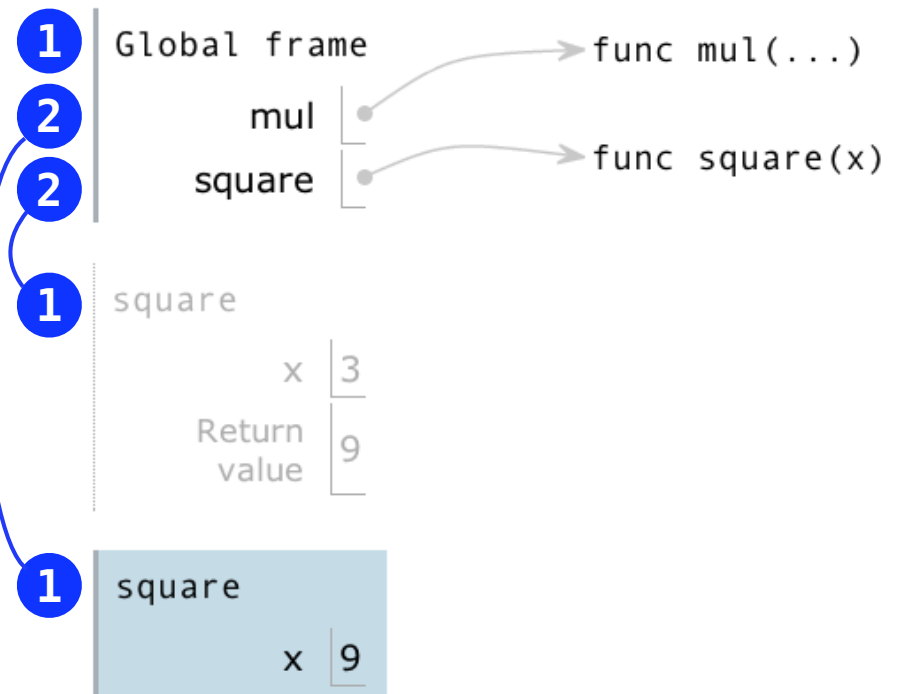 1 Global frame
func mul(...)
2 mul
func square(x)
2 square
1 square
x 3
Return
value 9
1 square
x 9